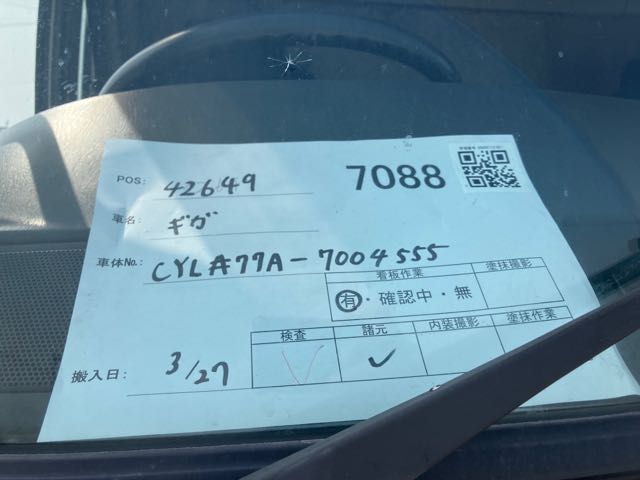 7088
POS: 42649
車名: ギガ
車体No.: CYL77A-7004555
看板作業 塗抹撮影
有・確認中・無
検査 諸元 内装撮影 塗抹作業
搬入日: 3/27 ✓ ✓